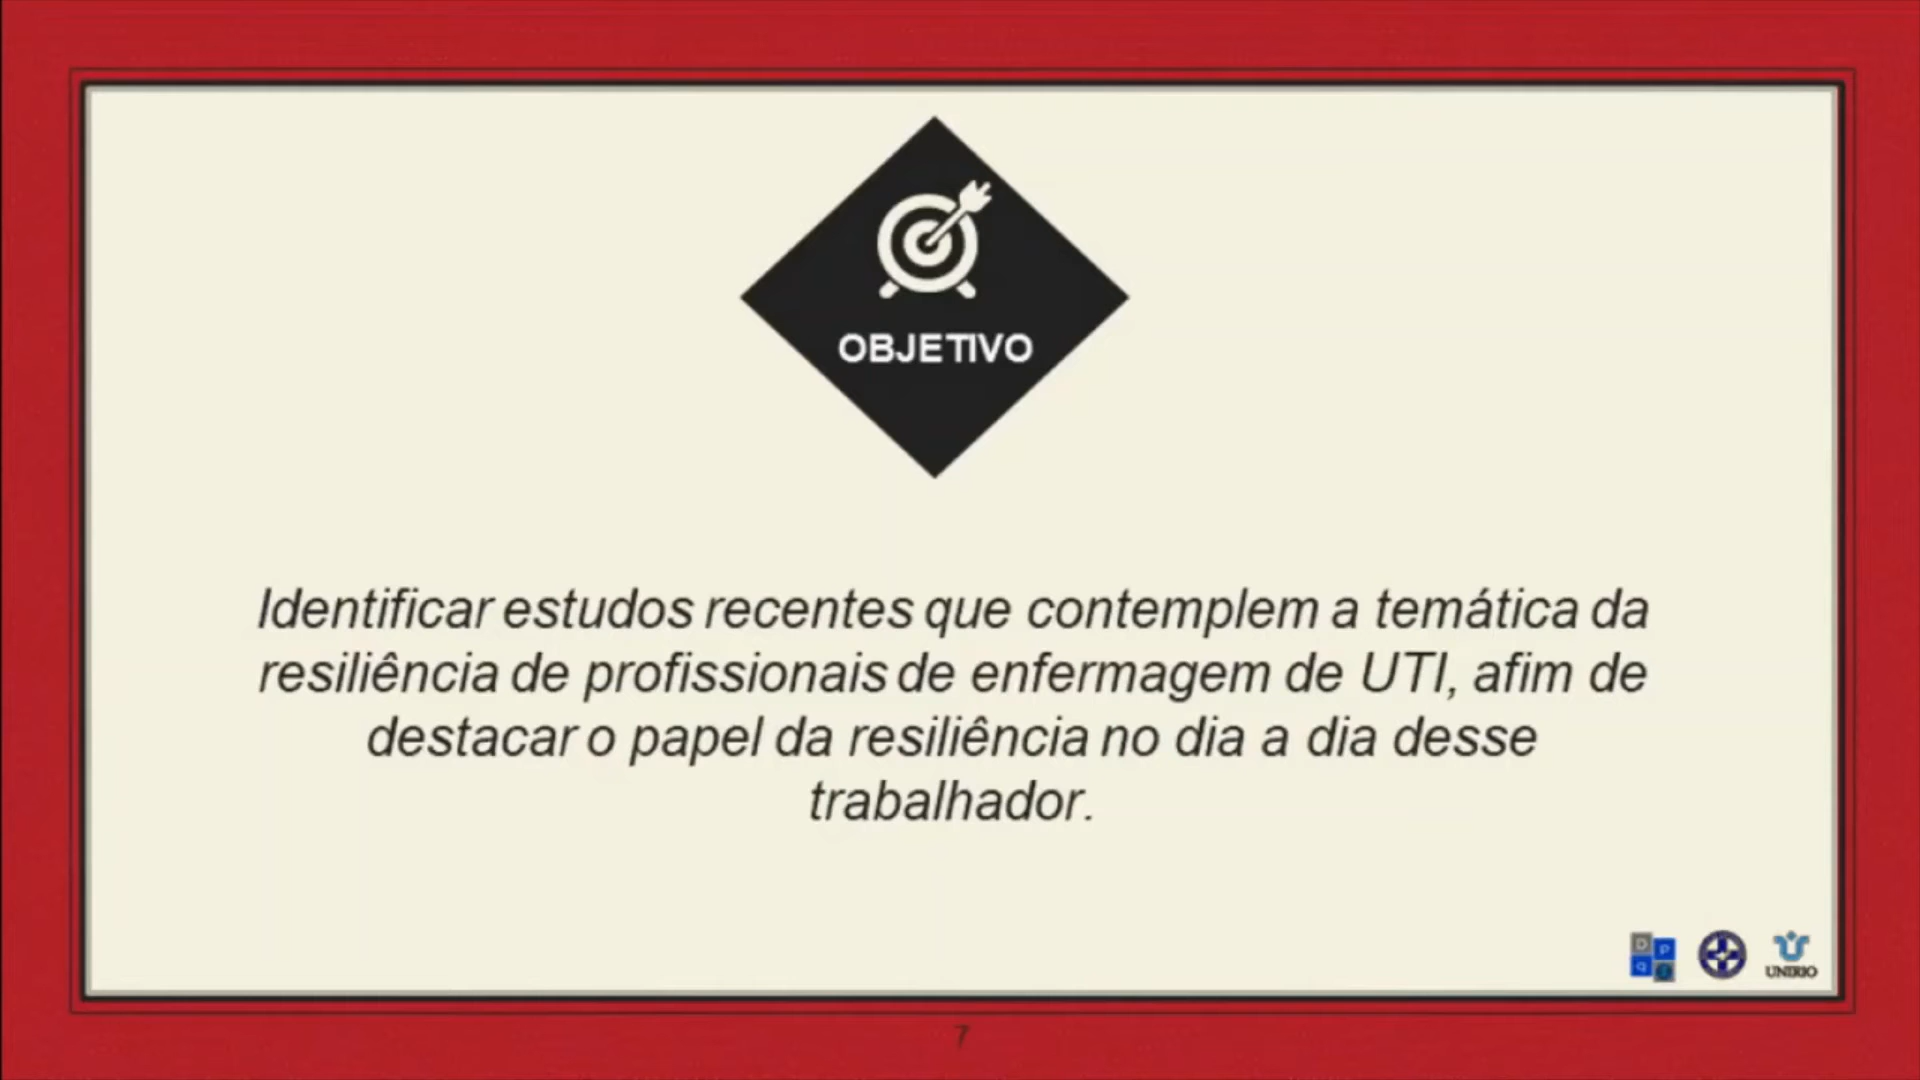 OBJETIVO
Identificar estudos recentes que contemplem a temática da
resiliência de profissionais de enfermagem de UTI, afim de
destacar o papel da resiliência no dia a dia desse
trabalhador.
D
P
q
UNIRIO
7